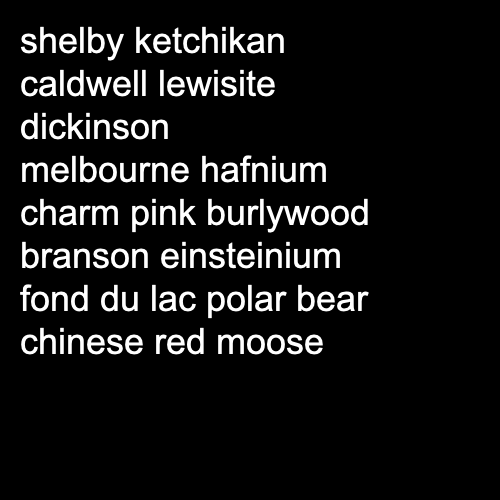 shelby ketchikan
caldwell lewisite
dickinson
melbourne hafnium
charm pink burlywood
branson einsteinium
fond du lac polar bear
chinese red moose